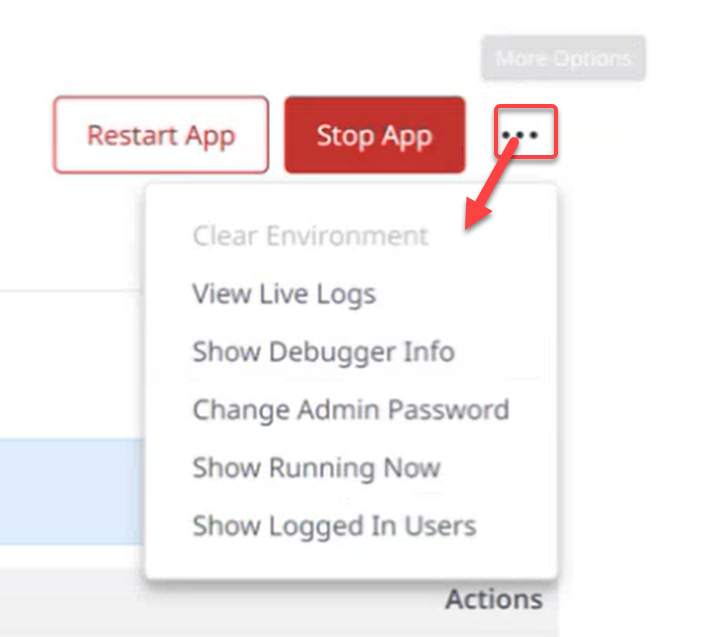 More Options
Restart App
Stop App
Clear Environment
View Live Logs
Show Debugger Info
Change Admin Password
Show Running Now
Show Logged In Users
Actions